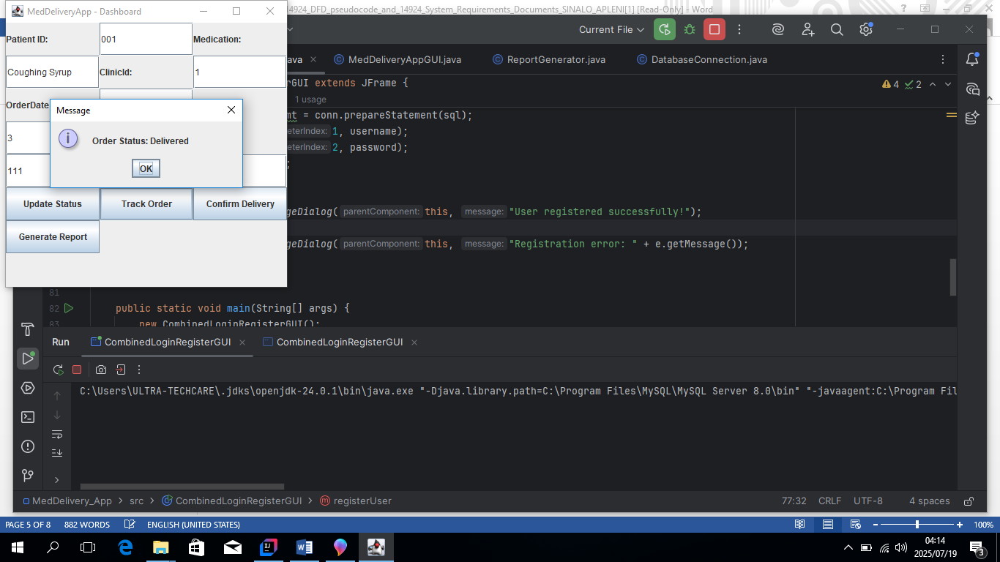 14924_DFD_pseudocode_and_14924_System_Requirements_Documents_SINALO_APLENI[1] [Read-Only] - Word
MedDeliveryApp - Dashboard
Patient ID:
001
Medication:
Coughing Syrup
ClinicId:
1
OrderDate
3
111
Message
Order Status: Delivered
OK
Update Status
Track Order
Confirm Delivery
Generate Report
Current File
ava
MedDeliveryAppGUI.java
ReportGenerator.java
DatabaseConnection.java
rGUI extends JFrame {
1 usage
4
2
mt = conn.prepareStatement(sql);
eterIndex: 1, username);
eterIndex: 2, password);
;
geDialog( parentComponent: this, message: "User registered successfully!");
geDialog( parentComponent: this, message: "Registration error: " + e.getMessage());
81
82 public static void main(String[] args) {
83 new CombinedLoginRegisterGUI();
Run
CombinedLoginRegisterGUI
CombinedLoginRegisterGUI
C:\Users\ULTRA-TECHCARE\.jdks\openjdk-24.0.1\bin\java.exe "-Djava.library.path=C:\Program Files\MySQL\MySQL Server 8.0\bin" "-javaagent:C:\Program Fil
MedDelivery_App > src > CombinedLoginRegisterGUI > registerUser
77:32 CRLF UTF-8 4 spaces
PAGE 5 OF 8 882 WORDS ENGLISH (UNITED STATES) 100%
04:14
2025/07/19
3